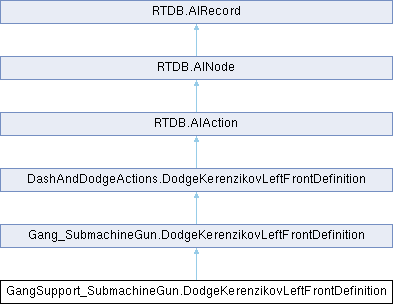 RTDB.AIRecord
RTDB.AINode
RTDB.AIAction
DashAndDodgeActions.DodgeKerenzikovLeftFrontDefinition
Gang_SubmachineGun.DodgeKerenzikovLeftFrontDefinition
GangSupport_SubmachineGun.DodgeKerenzikovLeftFrontDefinition